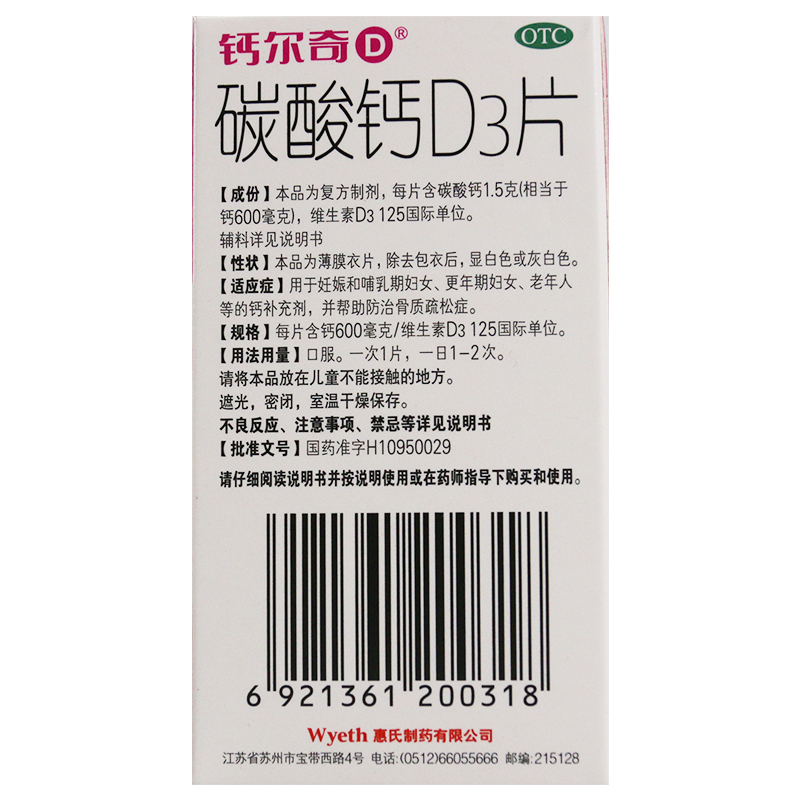 钙尔奇D®
OTC
碳酸钙D3片
【成份】本品为复方制剂，每片含碳酸钙1.5克(相当于
钙600毫克)，维生素D3 125国际单位。
辅料详见说明书
【性状】本品为薄膜衣片，除去包衣后，显白色或灰白色。
【适应症】用于妊娠和哺乳期妇女、更年期妇女、老年人
等的钙补充剂，并帮助防治骨质疏松症。
【规格】每片含钙600毫克/维生素D3 125国际单位。
【用法用量】口服。一次1片，一日1-2次。
请将本品放在儿童不能接触的地方。
遮光，密闭，室温干燥保存。
不良反应、注意事项、禁忌等详见说明书
【批准文号】国药准字H10950029
请仔细阅读说明书并按说明使用或在药师指导下购买和使用。
6 921361 200318
Wyeth 惠氏制药有限公司
江苏省苏州市宝带西路4号 电话:(0512)66055666 邮编:215128